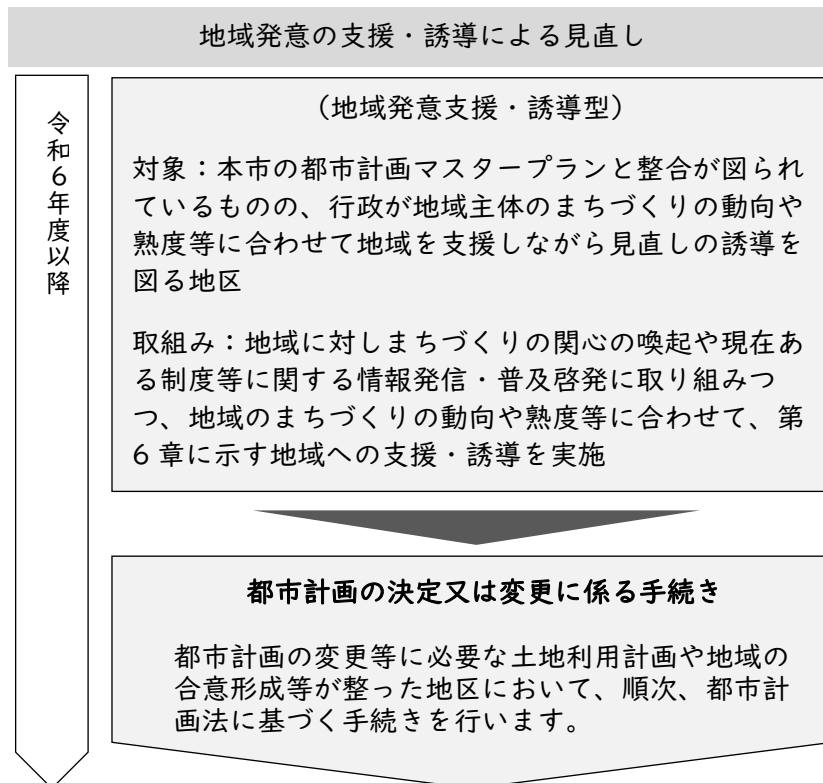 地域発意の支援・誘導による見直し
令和6年度以降
（地域発意支援・誘導型）
対象：本市の都市計画マスタープランと整合が図られ
ているものの、行政が地域主体のまちづくりの動向や
熟度等に合わせて地域を支援しながら見直しの誘導を
図る地区
取組み：地域に対しまちづくりの関心の喚起や現在あ
る制度等に関する情報発信・普及啓発に取り組みつ
つ、地域のまちづくりの動向や熟度等に合わせて、第
6章に示す地域への支援・誘導を実施
都市計画の決定又は変更に係る手続き
都市計画の変更等に必要な土地利用計画や地域の
合意形成等が整った地区において、順次、都市計
画法に基づく手続きを行います。